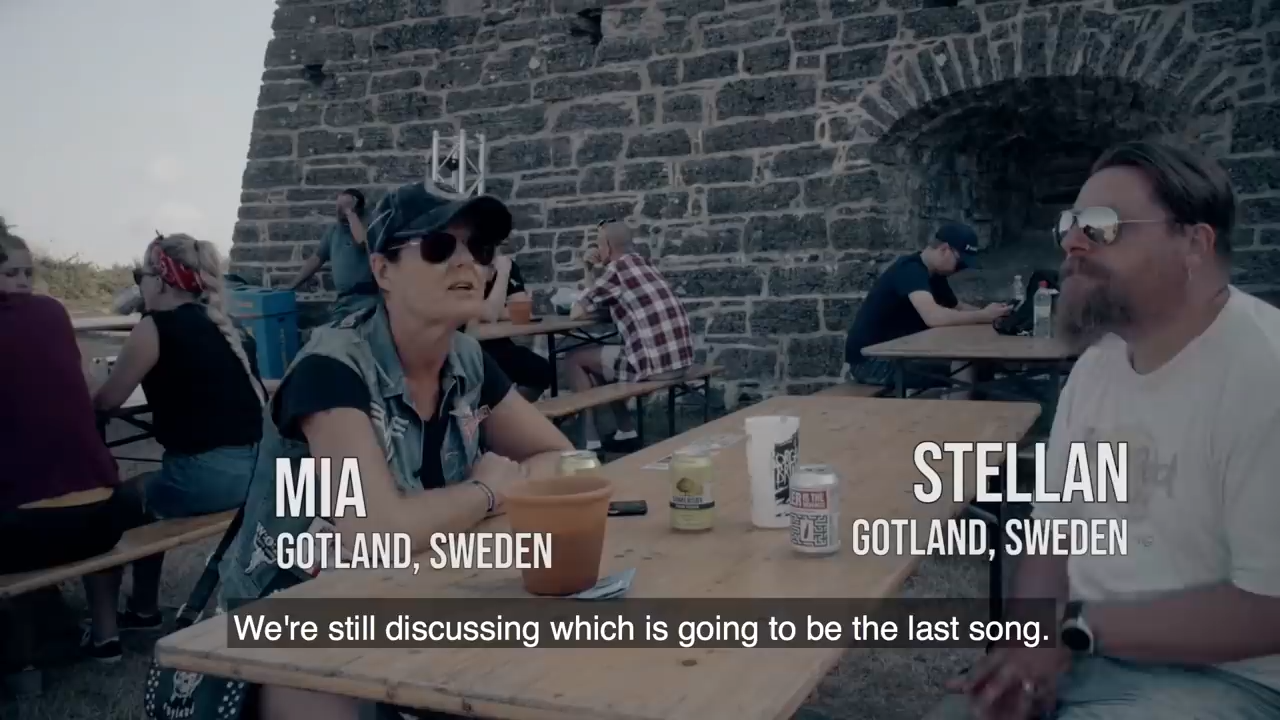 MIA
GOTLAND, SWEDEN
STELLAN
GOTLAND, SWEDEN
We're still discussing which is going to be the last song.